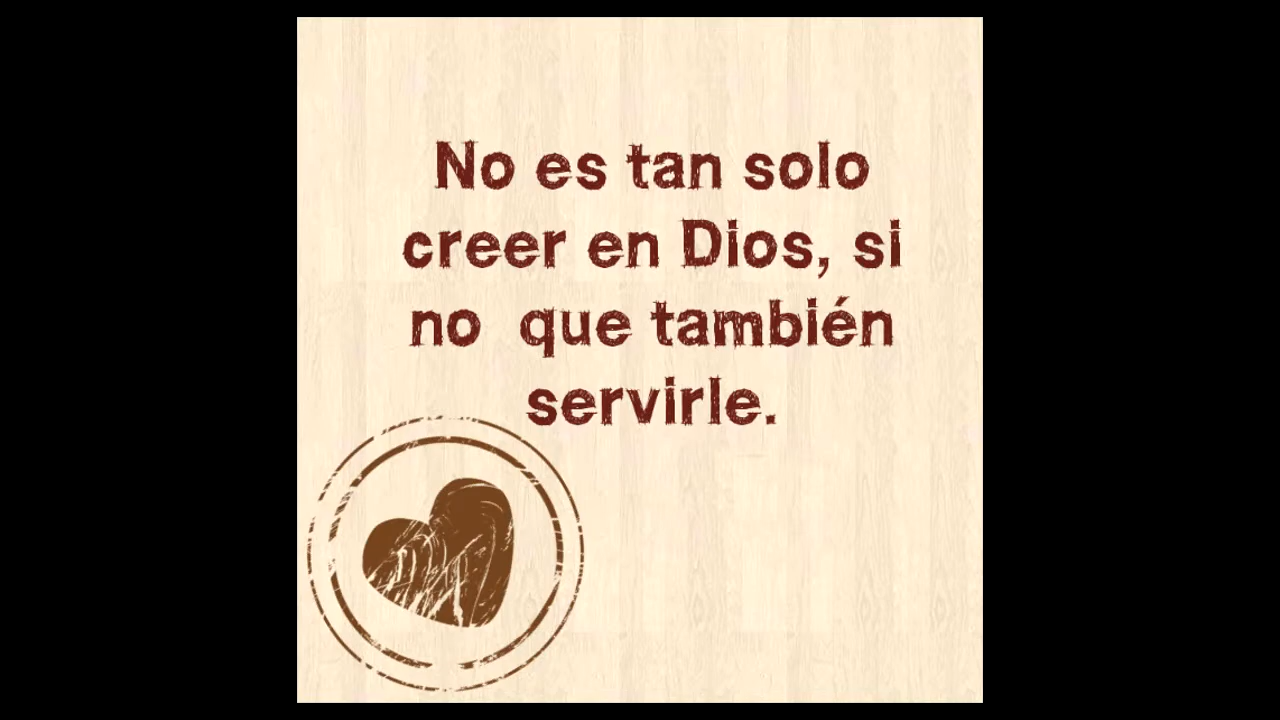 No es tan solo
creer en Dios, si
no  que también
servirle.